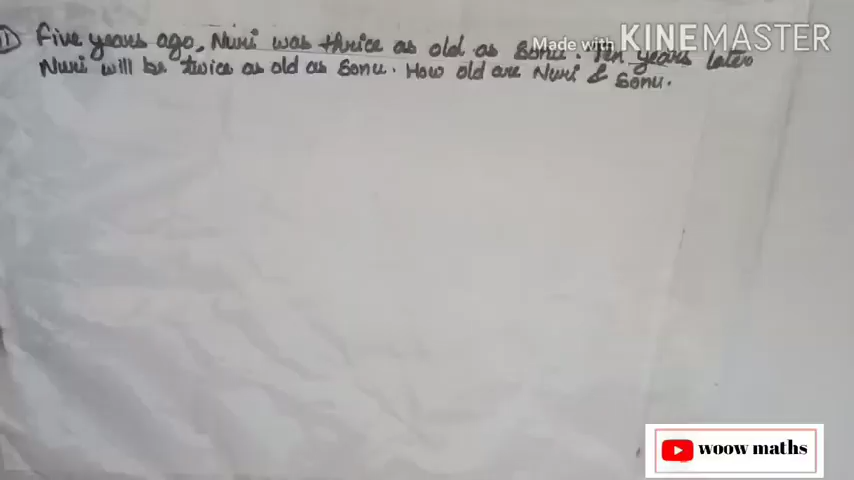 1) Five years ago, Nuri was thrice as old as Sonu. Ten years later
Nuri will be twice as old as Sonu. How old are Nuri & Sonu.
Made with KINEMASTER
woow maths